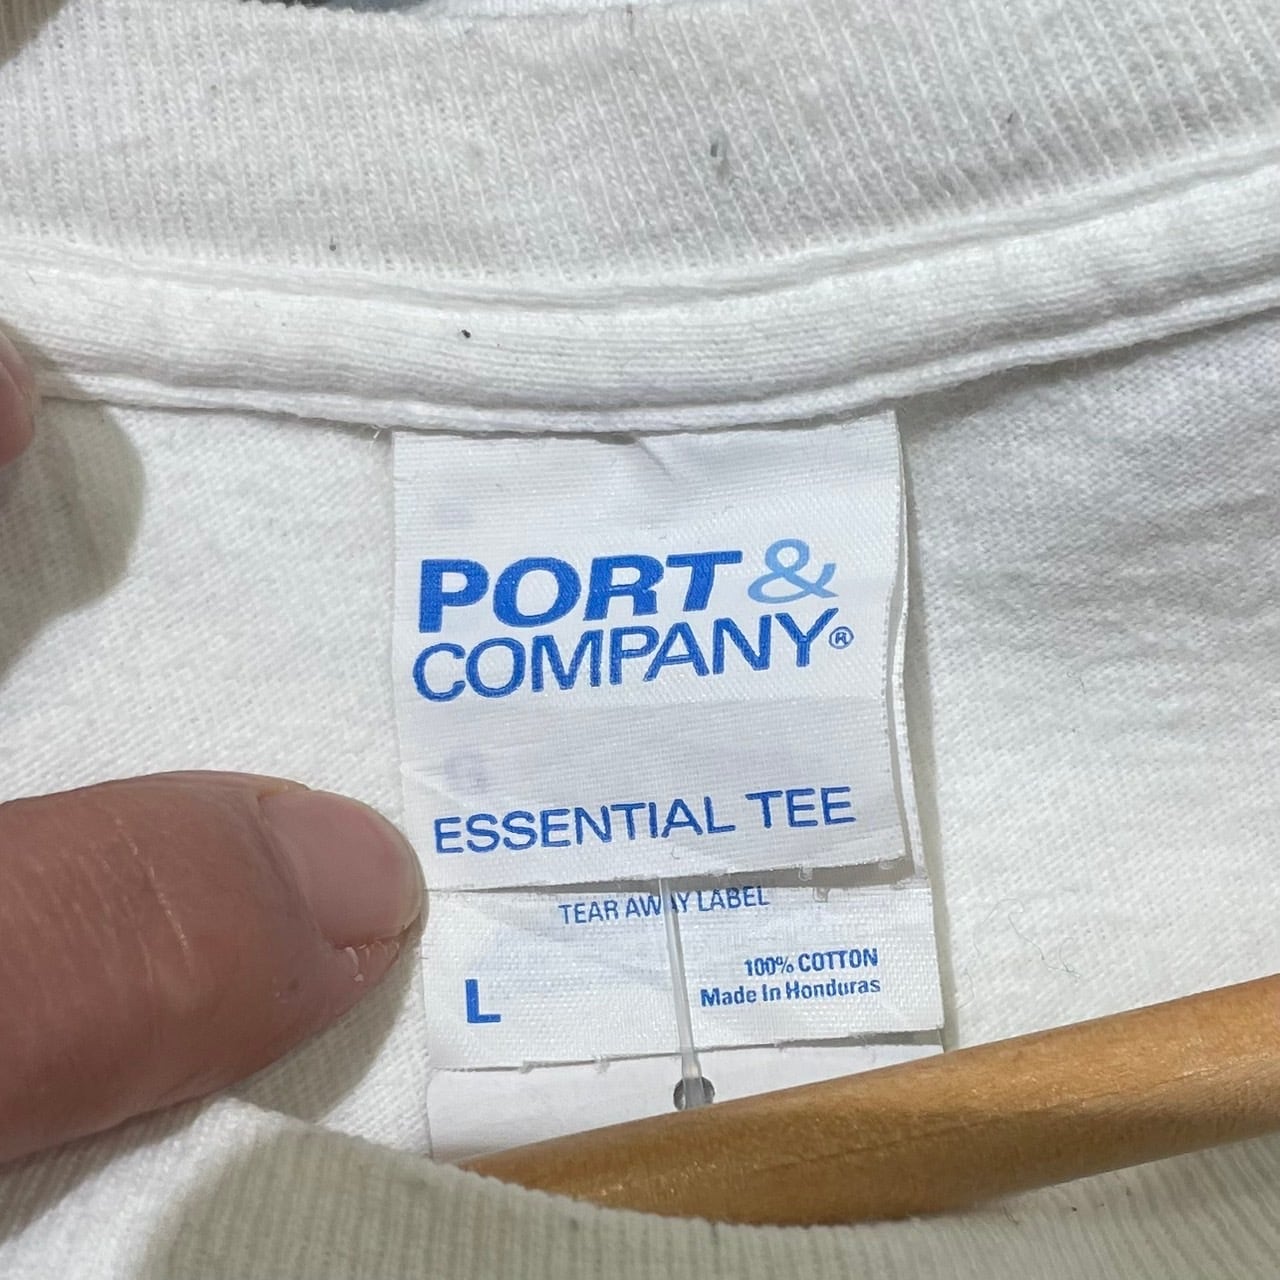 PORT &
COMPANY®
ESSENTIAL TEE
TEAR AWAY LABEL
L
100% COTTON
Made In Honduras